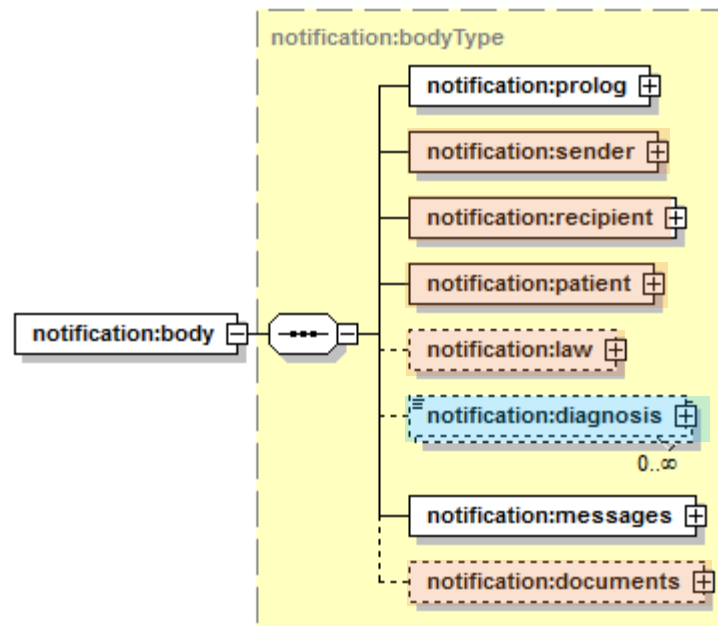 notification:bodyType
notification:prolog
notification:sender
notification:recipient
notification:patient
notification:body
notification:law
notification:diagnosis
0..∞
notification:messages
notification:documents